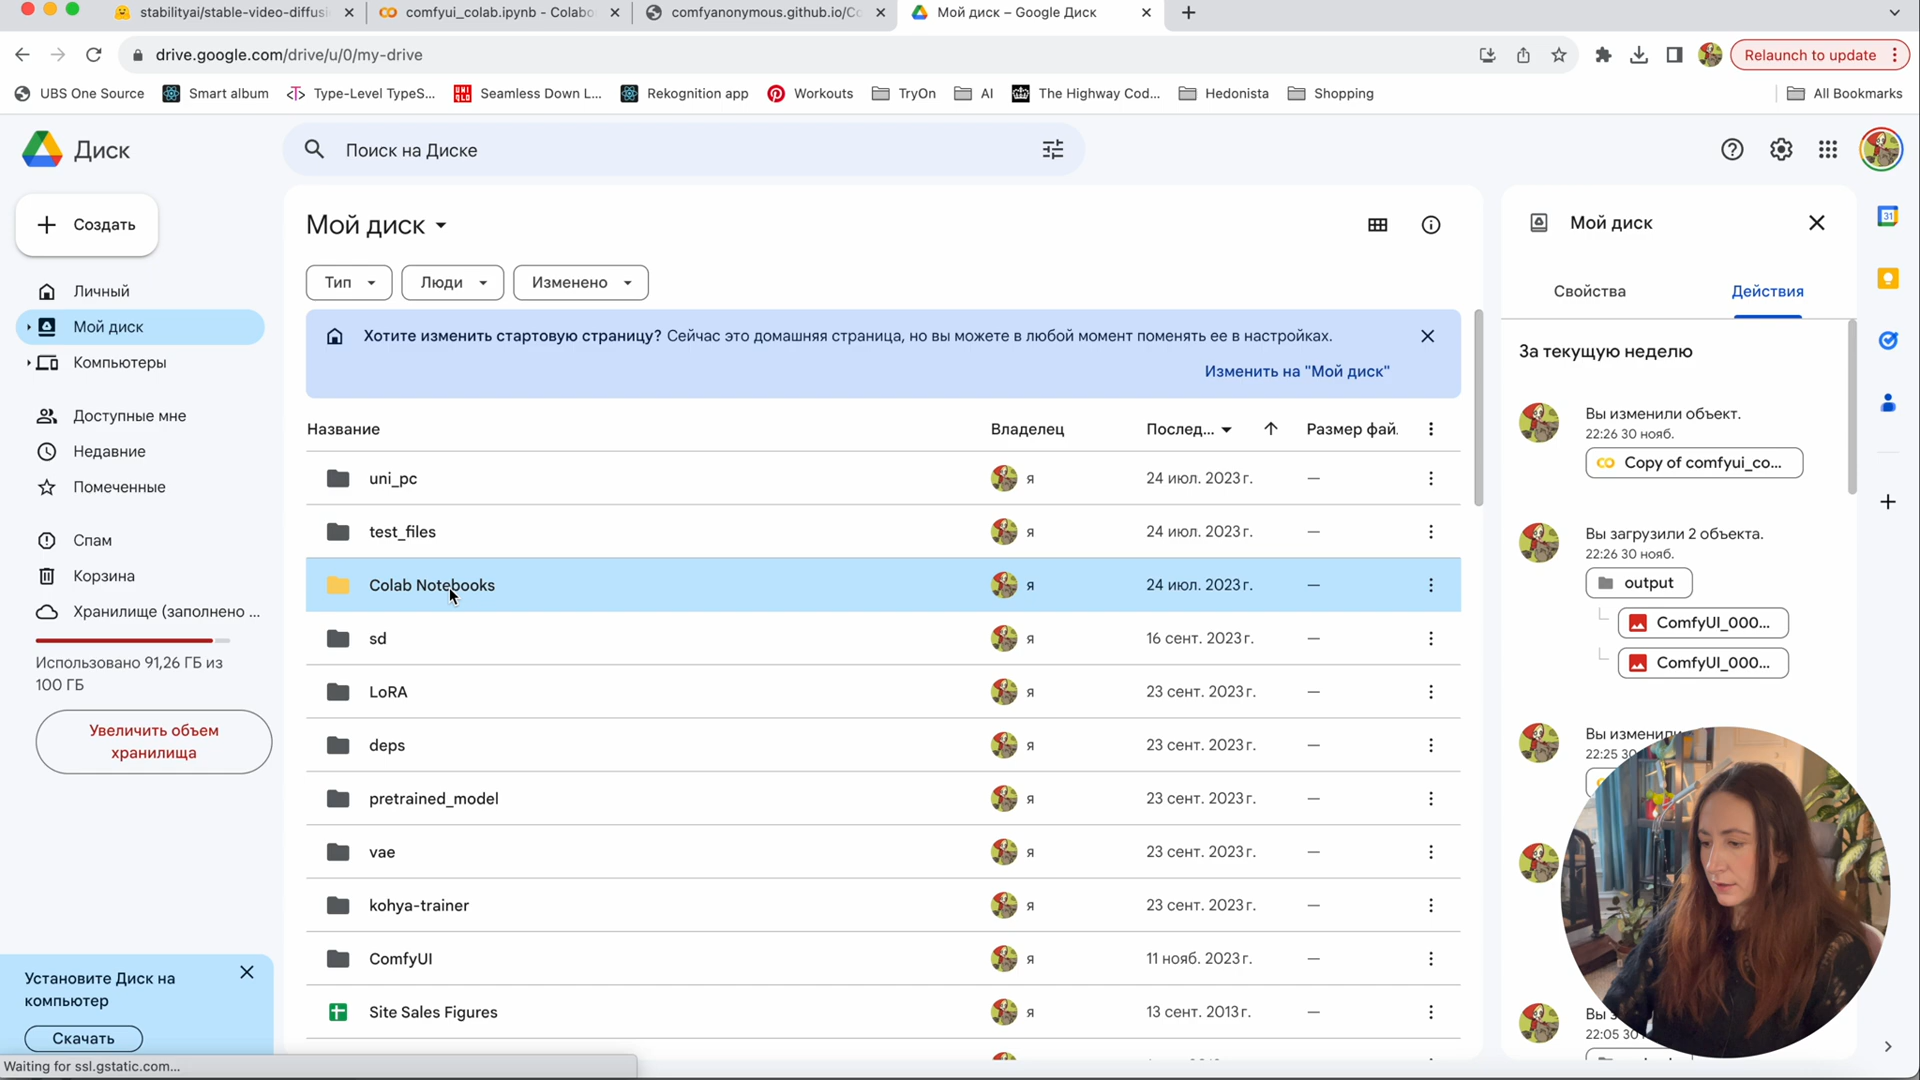 stabilityai/stable-video-diffusi
comfyui_colab.ipynb - Colabo
comfyanonymous.github.io/Co
Мой диск – Google Диск
drive.google.com/drive/u/0/my-drive
Relaunch to update
UBS One Source
Smart album
Type-Level TypeS...
Seamless Down L...
Rekognition app
Workouts
TryOn
AI
The Highway Cod...
Hedonista
Shopping
All Bookmarks
Диск
Поиск на Диске
Создать
Личный
Мой диск
Компьютеры
Доступные мне
Недавние
Помеченные
Спам
Корзина
Хранилище (заполнено ...
Использовано 91,26 ГБ из
100 ГБ
Увеличить объем
хранилища
Установите Диск на
компьютер
Скачать
Waiting for ssl.gstatic.com...
Мой диск
Тип
Люди
Изменено
Хотите изменить стартовую страницу? Сейчас это домашняя страница, но вы можете в любой момент поменять ее в настройках.
Изменить на "Мой диск"
Название Владелец Послед... Размер фай.
uni_pc я 24 июл. 2023 г. —
test_files я 24 июл. 2023 г. —
Colab Notebooks я 24 июл. 2023 г. —
sd я 16 сент. 2023 г. —
LoRA я 23 сент. 2023 г. —
deps я 23 сент. 2023 г. —
pretrained_model я 23 сент. 2023 г. —
vae я 23 сент. 2023 г. —
kohya-trainer я 23 сент. 2023 г. —
ComfyUI я 11 нояб. 2023 г. —
Site Sales Figures я 13 сент. 2013 г. —
Мой диск
Свойства
Действия
За текущую неделю
Вы изменили объект.
22:26 30 нояб.
Copy of comfyui_co...
Вы загрузили 2 объекта.
22:26 30 нояб.
output
ComfyUI_000...
ComfyUI_000...
Вы изменили
22:25 30
Вы з
22:05 30
31